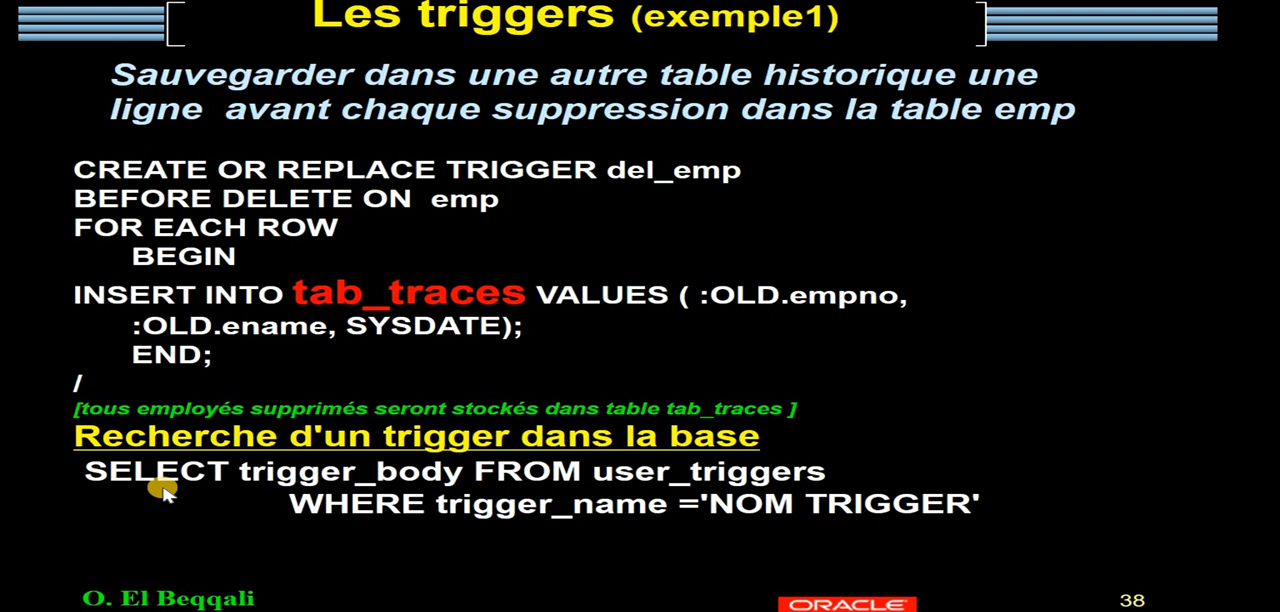 Les triggers (exemple1)
Sauvegarder dans une autre table historique une
ligne avant chaque suppression dans la table emp
CREATE OR REPLACE TRIGGER del_emp
BEFORE DELETE ON emp
FOR EACH ROW
BEGIN
INSERT INTO tab_traces VALUES ( :OLD.empno,
:OLD.ename, SYSDATE);
END;
/
[tous employés supprimés seront stockés dans table tab_traces ]
Recherche d'un trigger dans la base
SELECT trigger_body FROM user_triggers
WHERE trigger_name ='NOM TRIGGER'
O. El Beqqali
ORACLE
38